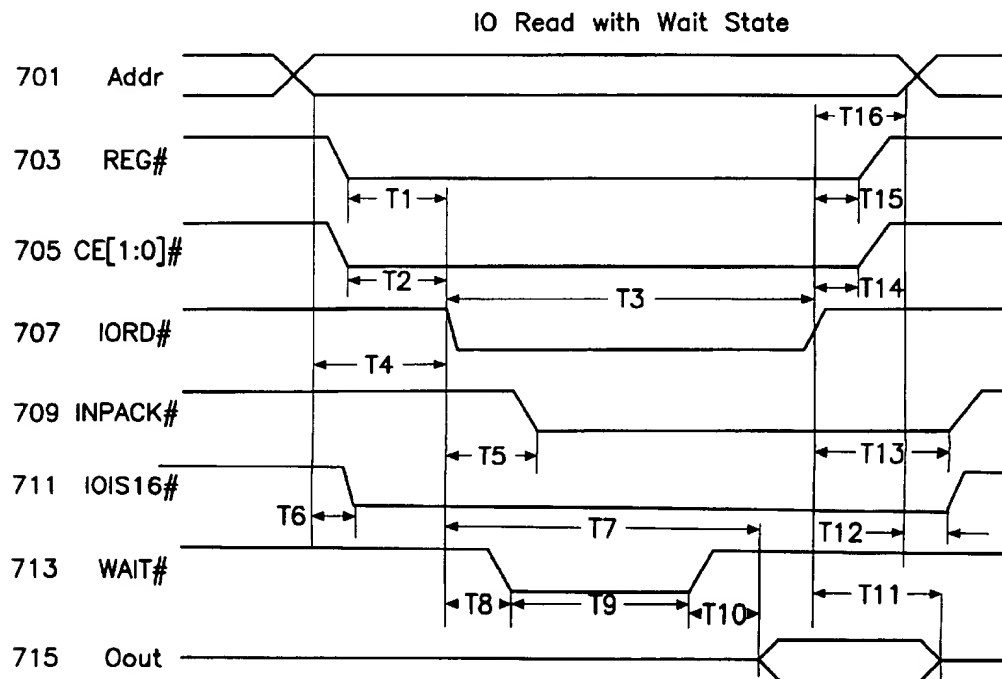 IO Read with Wait State
701 Addr
T16
703 REG#
T1 T15
705 CE[1:0]#
T2 T14
T3
707 IORD#
T4
709 INPACK#
T5 T13
711 IOIS16#
T6 T7 T12
713 WAIT#
T8 T9 T10 T11
715 Oout